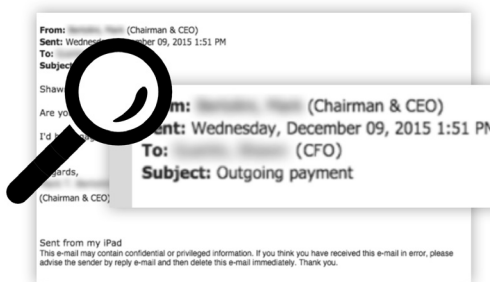 From: (Chairman & CEO)
Sent: Wednesday, December 09, 2015 1:51 PM
To:
Subject
Shaw
Are yo
I'd
Regards,
(Chairman & CEO)
Sent from my iPad
This e-mail may contain confidential or privileged information. If you think you have received this e-mail in error, please
advise the sender by reply e-mail and then delete this e-mail immediately. Thank you.
m: (Chairman & CEO)
ent: Wednesday, December 09, 2015 1:51 PM
To: (CFO)
Subject: Outgoing payment